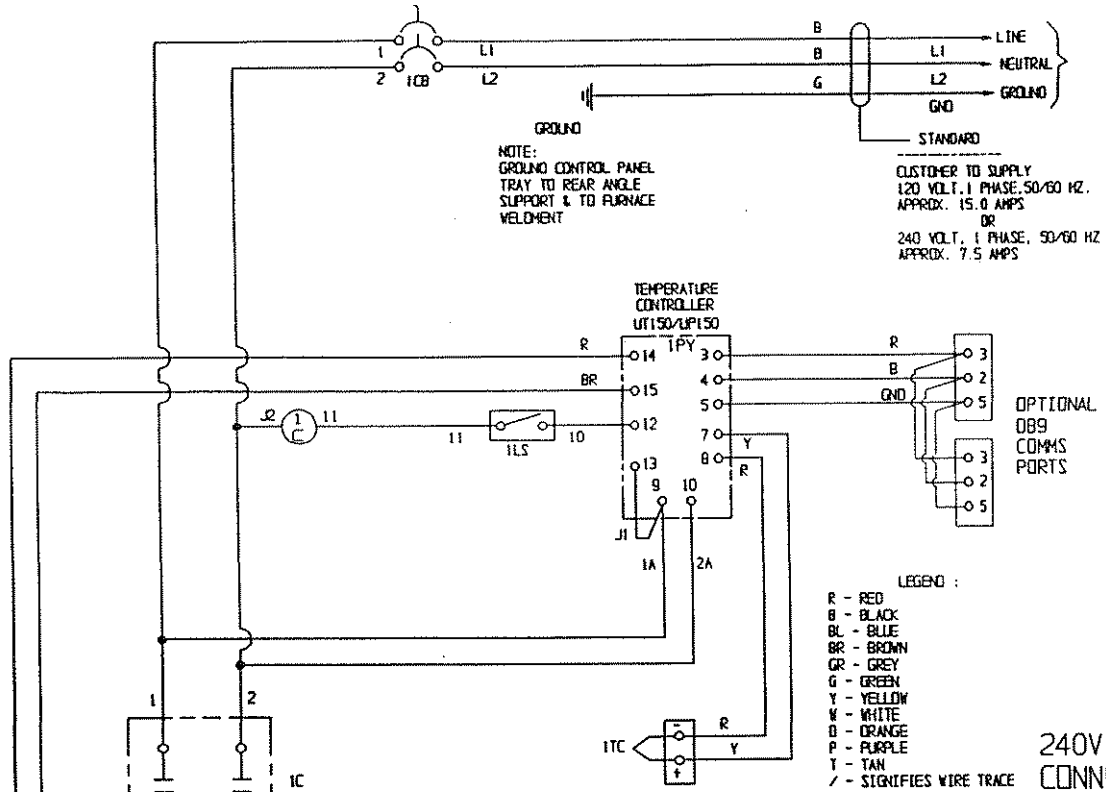 B
LINE
1
L1
L1
B
NEUTRAL
2
1CB
L2
L2
G
GROUND
GND
GROUND
STANDARD
NOTE:
GROUND CONTROL PANEL
TRAY TO REAR ANGLE
SUPPORT & TO FURNACE
WELDMENT
CUSTOMER TO SUPPLY
120 VOLT,1 PHASE,50/60 HZ.
APPROX. 15.0 AMPS
OR
240 VOLT, 1 PHASE, 50/60 HZ
APPROX. 7.5 AMPS
TEMPERATURE
CONTROLLER
UT150/UP150
1PY
R
14
3
R
3
BR
15
4
B
2
5
GND
5
J2
1
C
11
11
1LS
10
12
7
Y
13
8
R
9
10
J1
1A
2A
3
2
5
OPTIONAL
DB9
COMMS
PORTS
LEGEND :
R - RED
B - BLACK
BL - BLUE
BR - BROWN
GR - GREY
G - GREEN
Y - YELLOW
W - WHITE
O - ORANGE
P - PURPLE
T - TAN
/ - SIGNIFIES WIRE TRACE
1
2
1C
1TC
-
+
R
Y
240V
CONN